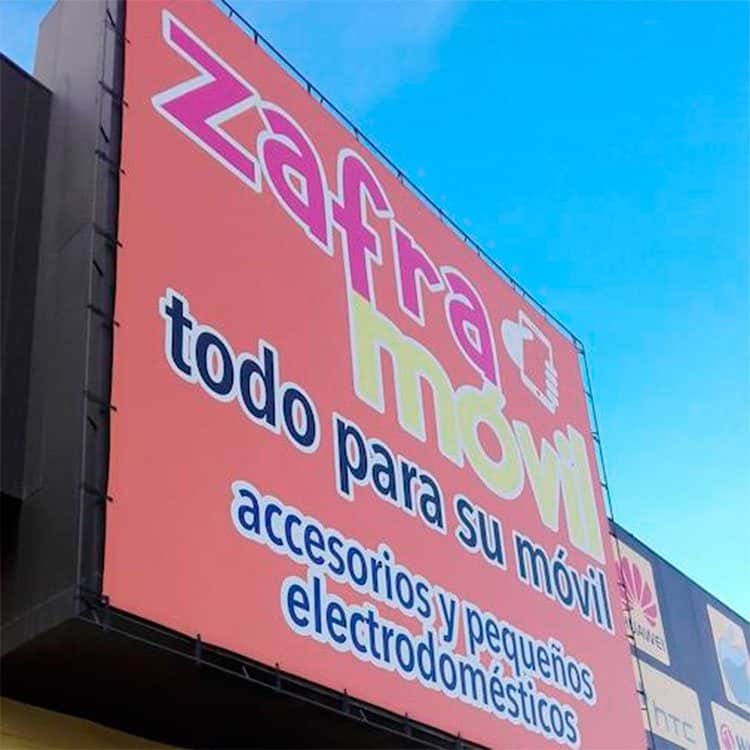 zafra
móvil
todo para su móvil
accesorios y pequeños
electrodomésticos
HUAWEI
hTC